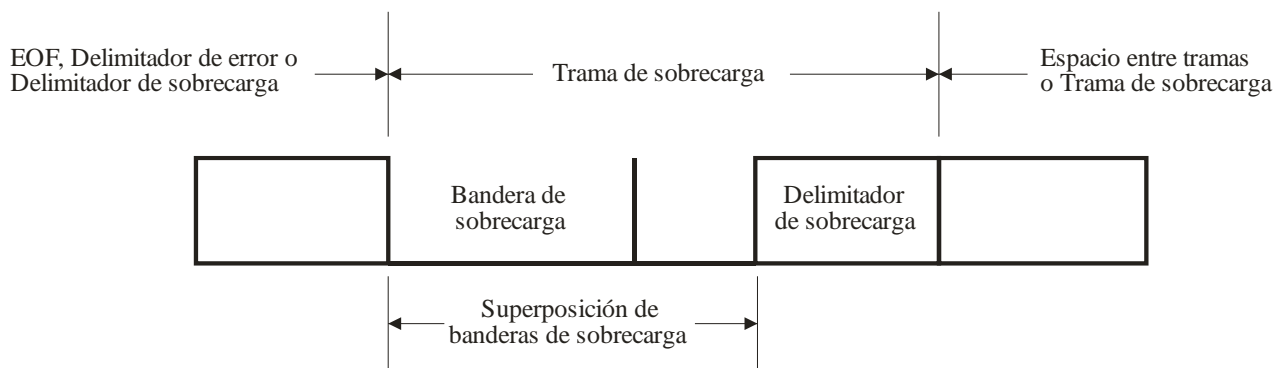 EOF, Delimitador de error o
Delimitador de sobrecarga
Trama de sobrecarga
Espacio entre tramas
o Trama de sobrecarga
Bandera de
sobrecarga
Delimitador
de sobrecarga
Superposición de
banderas de sobrecarga